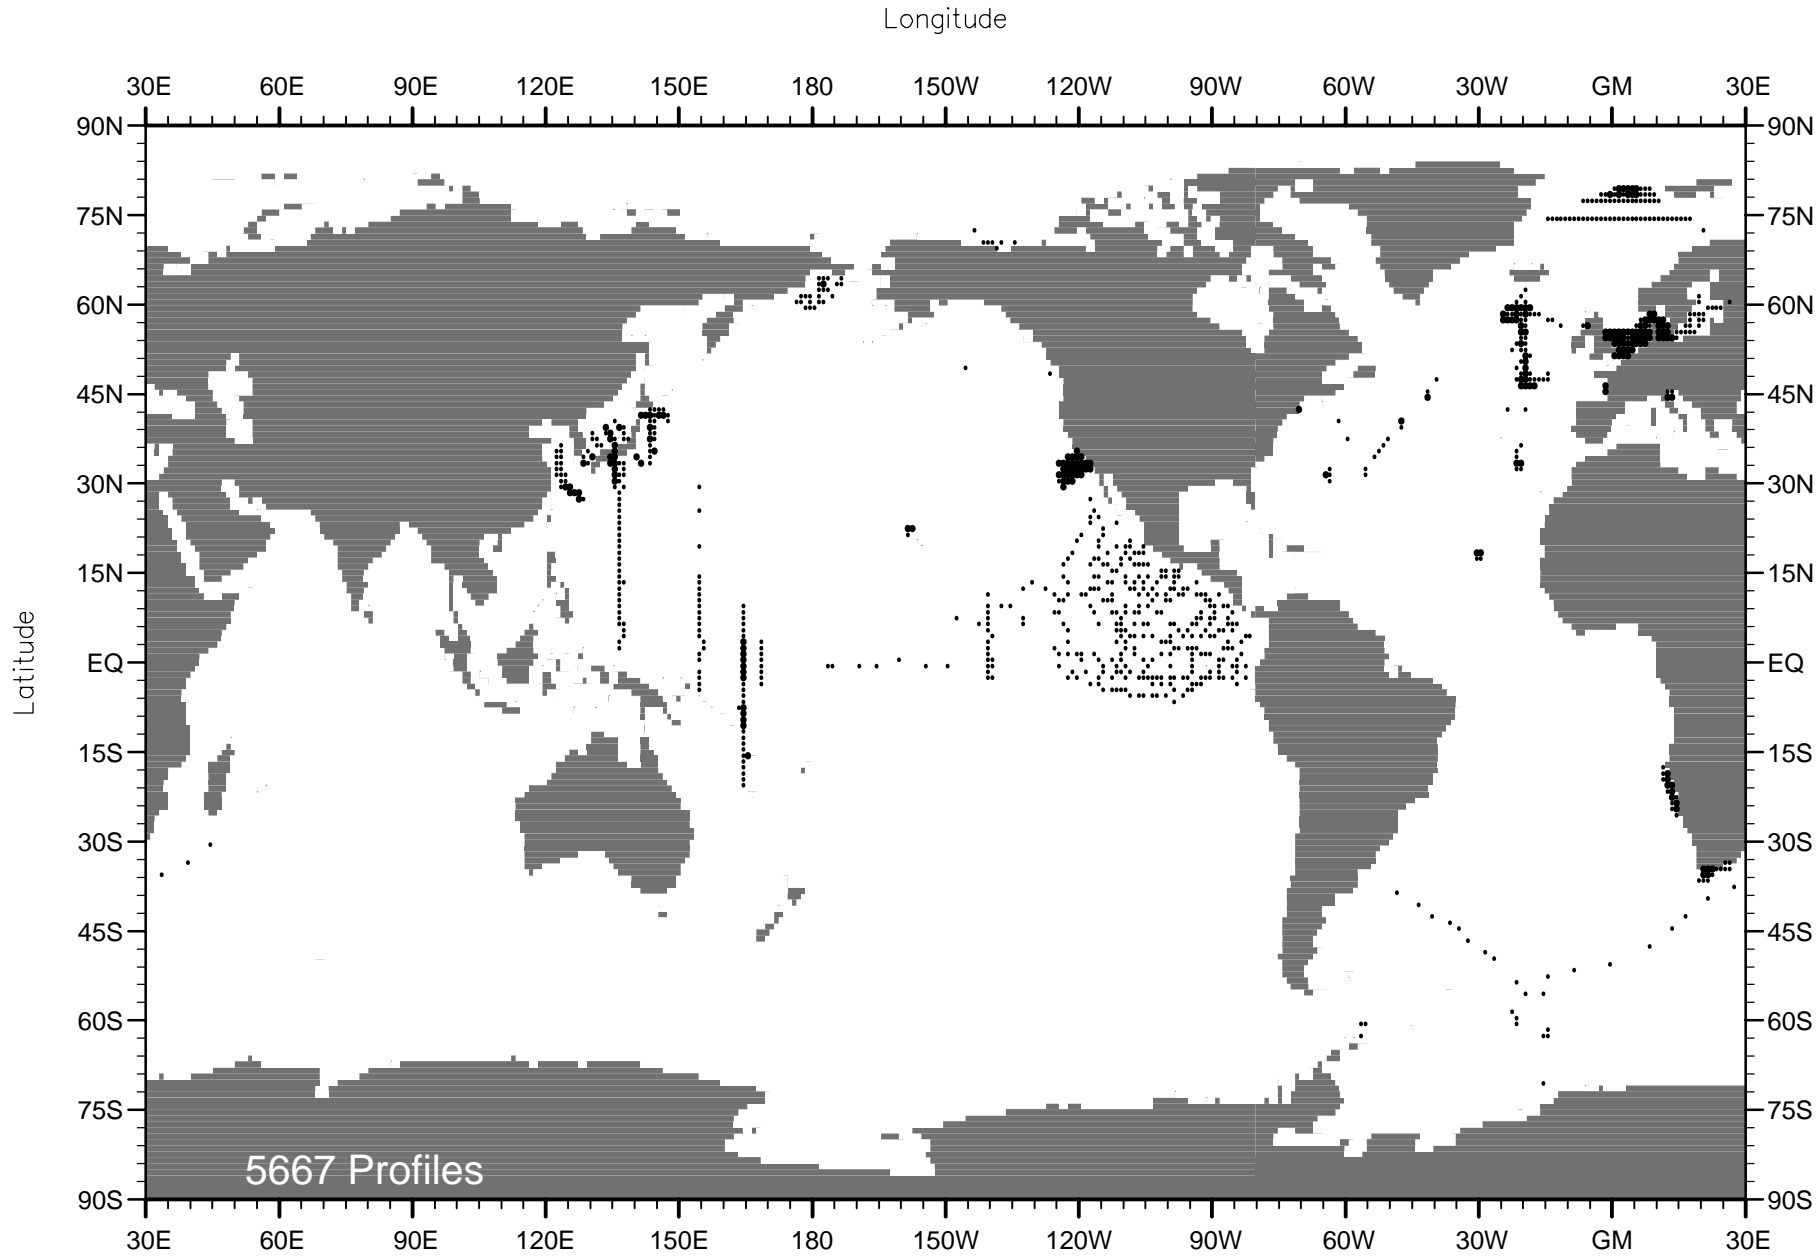 Longitude
30E 60E 90E 120E 150E 180 150W 120W 90W 60W 30W GM 30E
90N 90N
75N 75N
60N 60N
45N 45N
30N 30N
15N 15N
Latitude
EQ EQ
15S 15S
30S 30S
45S 45S
60S 60S
75S 75S
5667 Profiles
90S 90S
30E 60E 90E 120E 150E 180 150W 120W 90W 60W 30W GM 30E